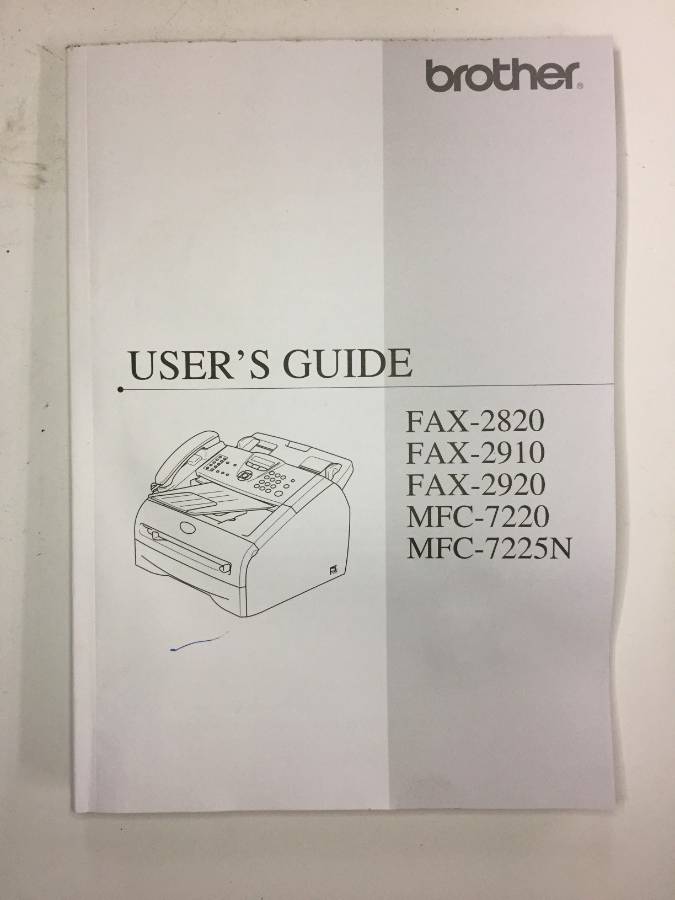 brother®
USER'S GUIDE
FAX-2820
FAX-2910
FAX-2920
MFC-7220
MFC-7225N